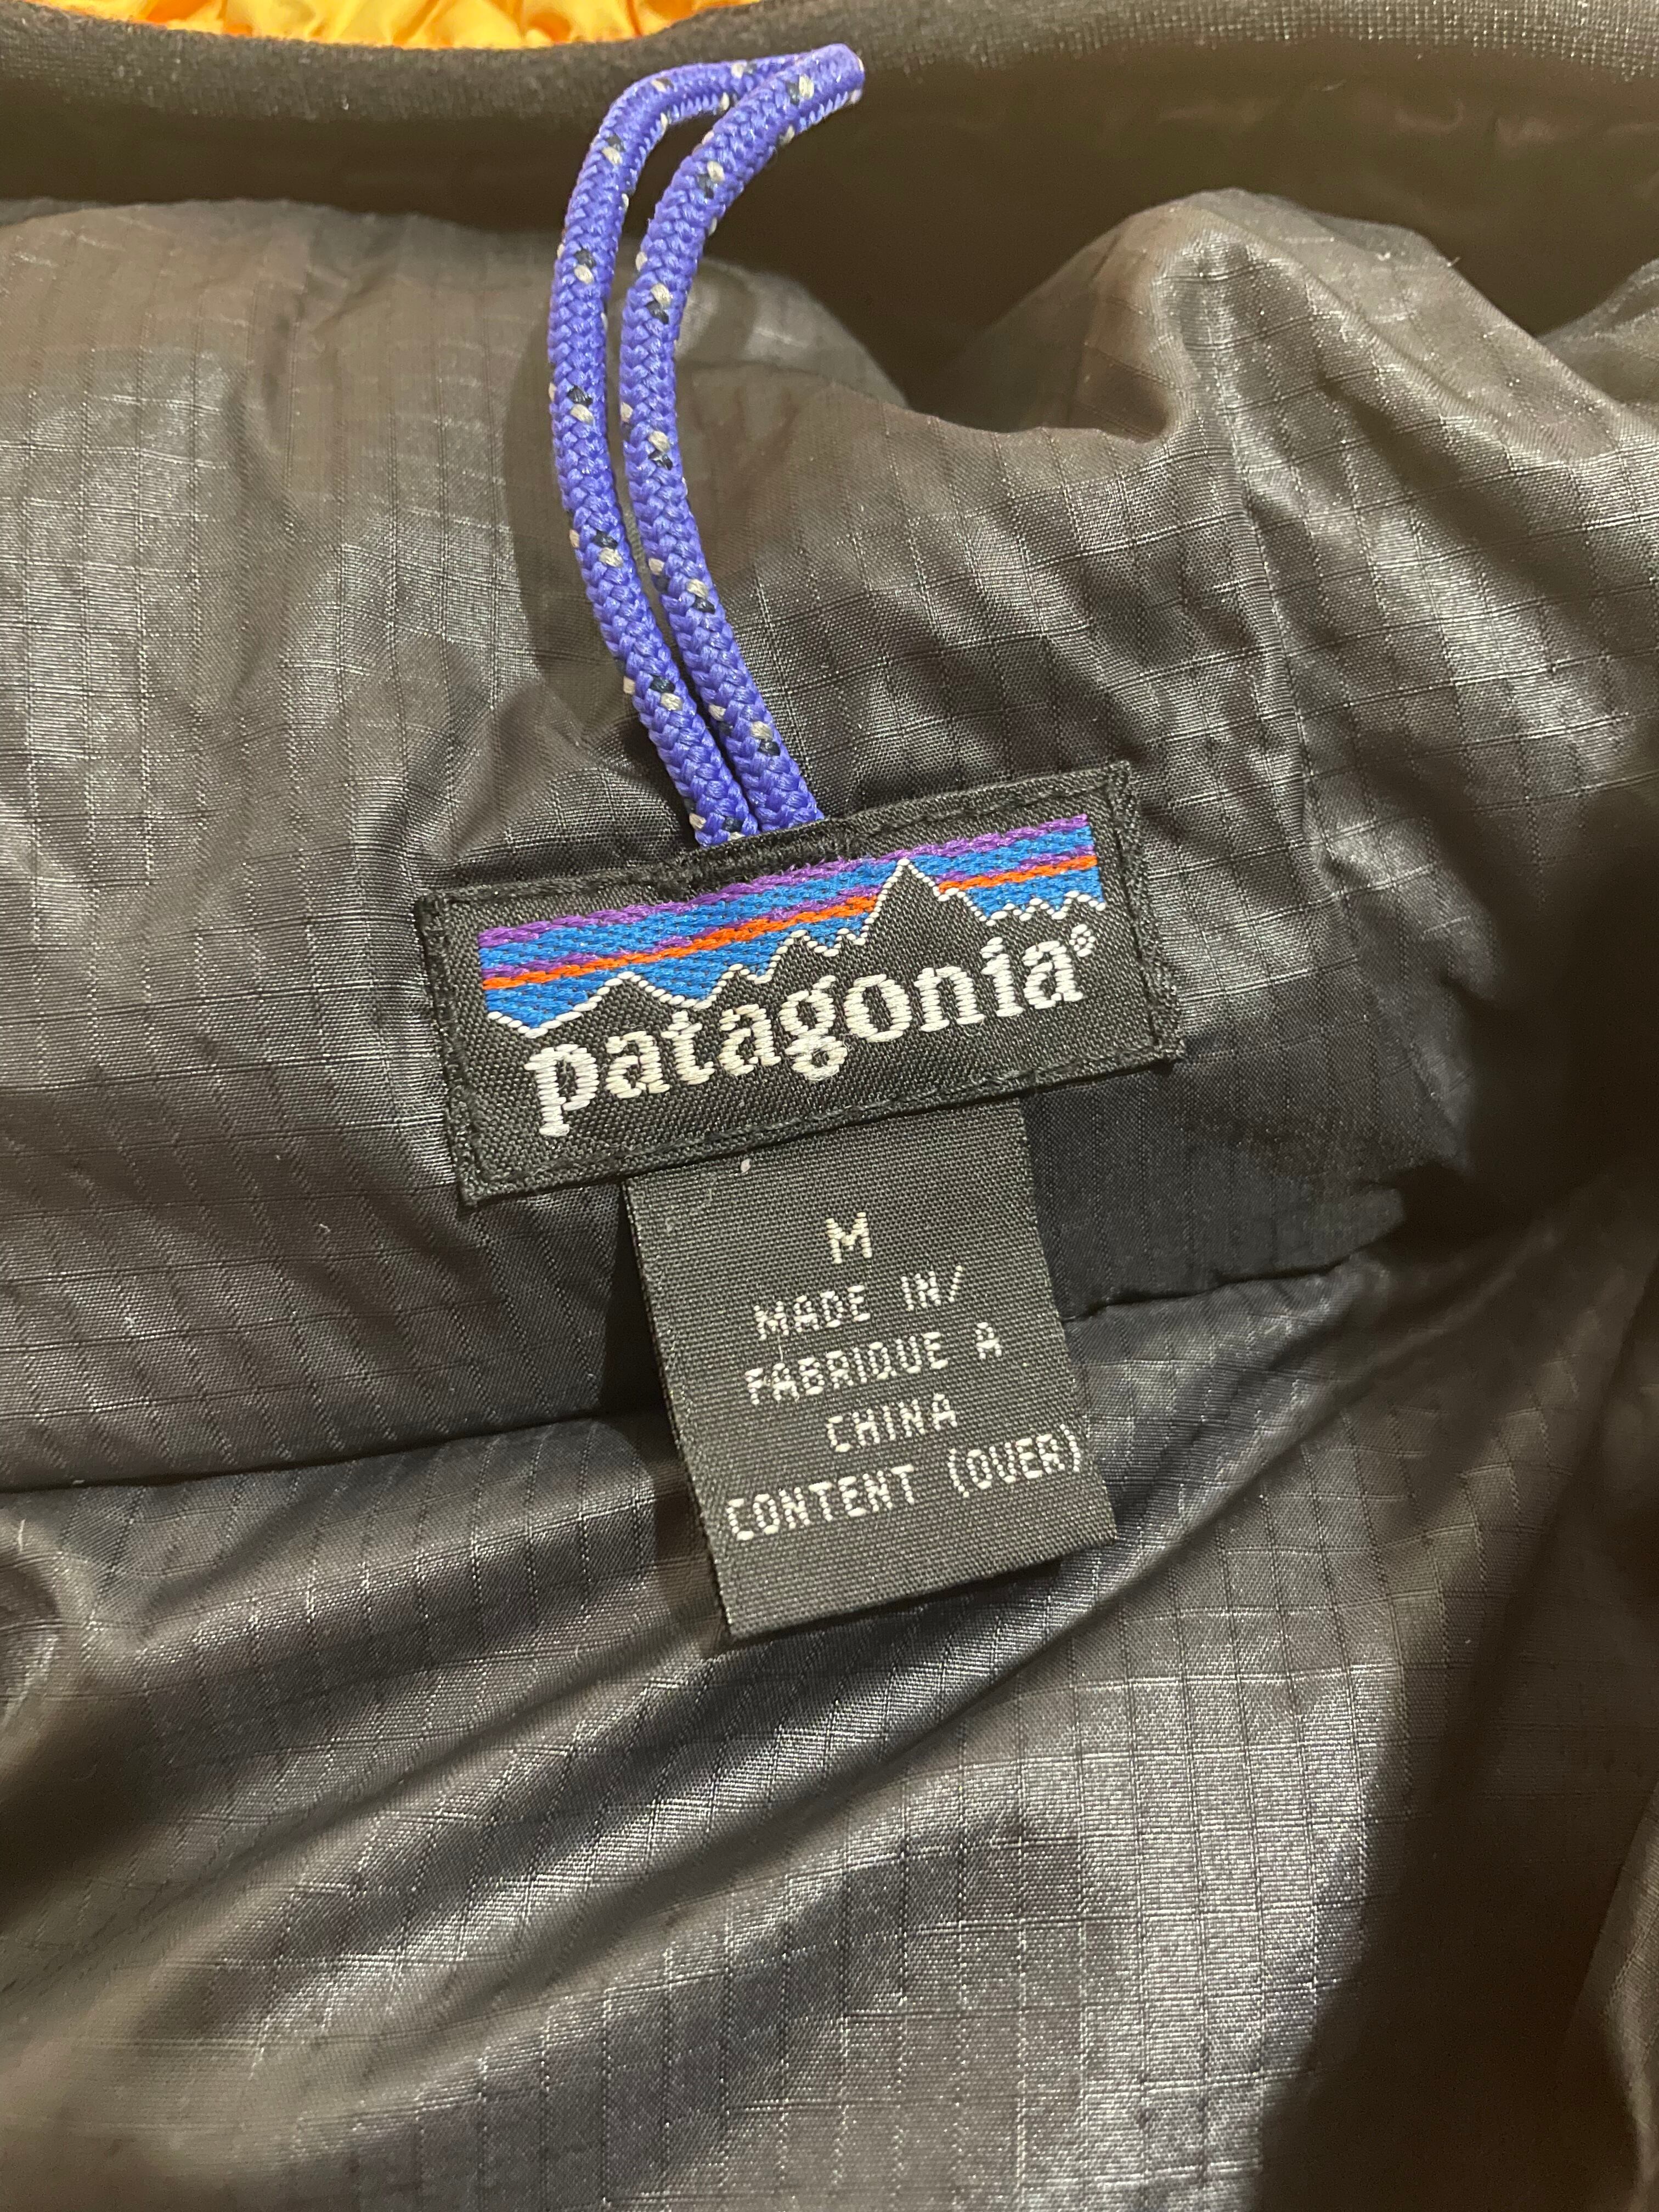 patagonia®
M
MADE IN/
FABRIQUE A
CHINA
CONTENT (OVER)